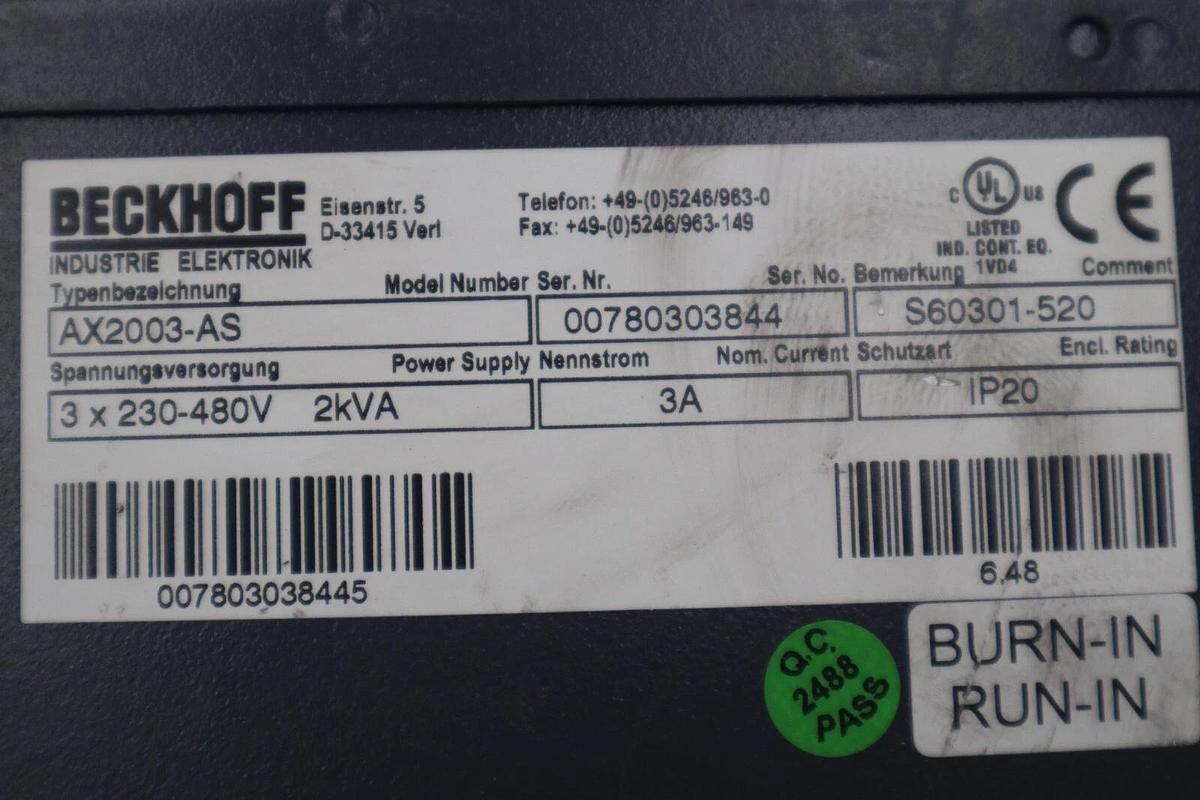 BECKHOFF
INDUSTRIE ELEKTRONIK
Eisenstr. 5
D-33415 Verl
Telefon: +49-(0)5246/963-0
Fax: +49-(0)5246/963-149
C UL US
LISTED
IND. CONT. EQ.
1VD4
CE
Typenbezeichnung Model Number Ser. Nr. Ser. No. Bemerkung Comment
AX2003-AS 00780303844 S60301-520
Spannungsversorgung Power Supply Nennstrom Nom. Current Schutzart Encl. Rating
3 x 230-480V 2kVA 3A IP20
007803038445
6.48
Q.C.
2488
PASS
BURN-IN
RUN-IN